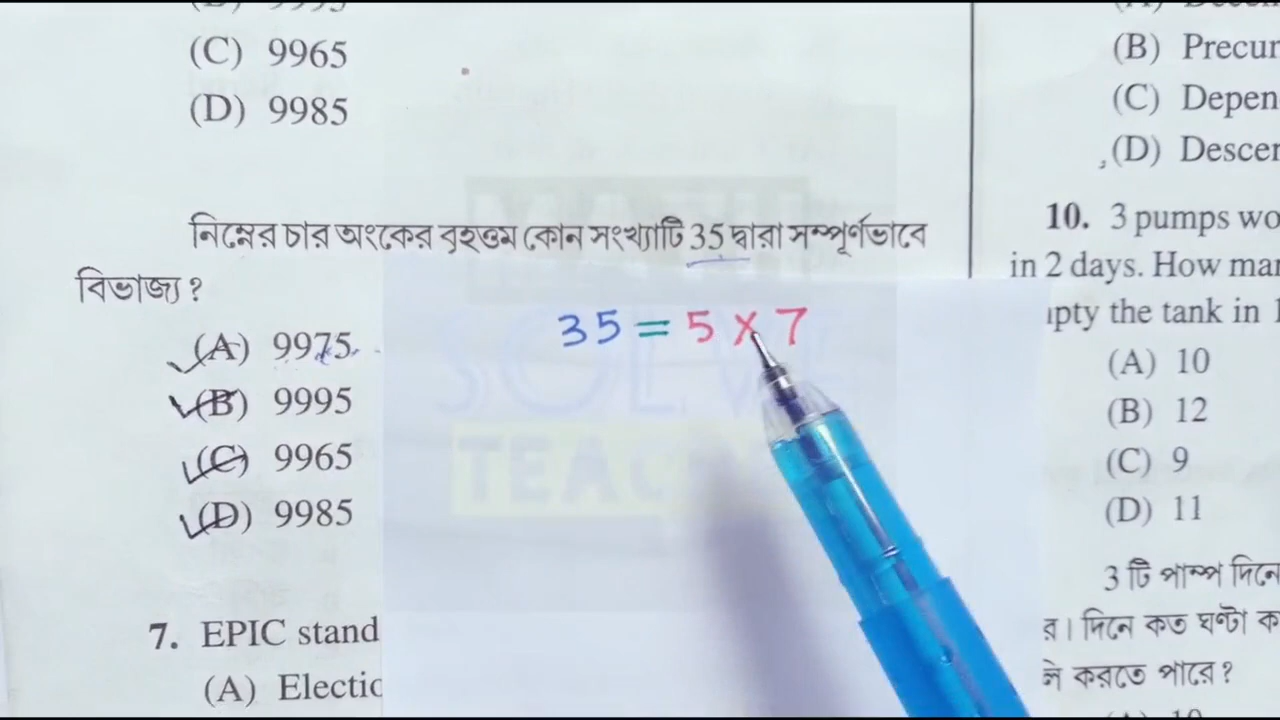 (C) 9965
(D) 9985
নিম্নের চার অংকের বৃহত্তম কোন সংখ্যাটি 35 দ্বারা সম্পূর্ণভাবে
বিভাজ্য ?
(A) 9975
(B) 9995
(C) 9965
(D) 9985
35 = 5 × 7
7. EPIC stand
(A) Electic
(B) Precur
(C) Depen
(D) Descer
10. 3 pumps wo
in 2 days. How mar
pty the tank in 1
(A) 10
(B) 12
(C) 9
(D) 11
3 টি পাম্প দিনে
র। দিনে কত ঘণ্টা ক
করতে পারে ?